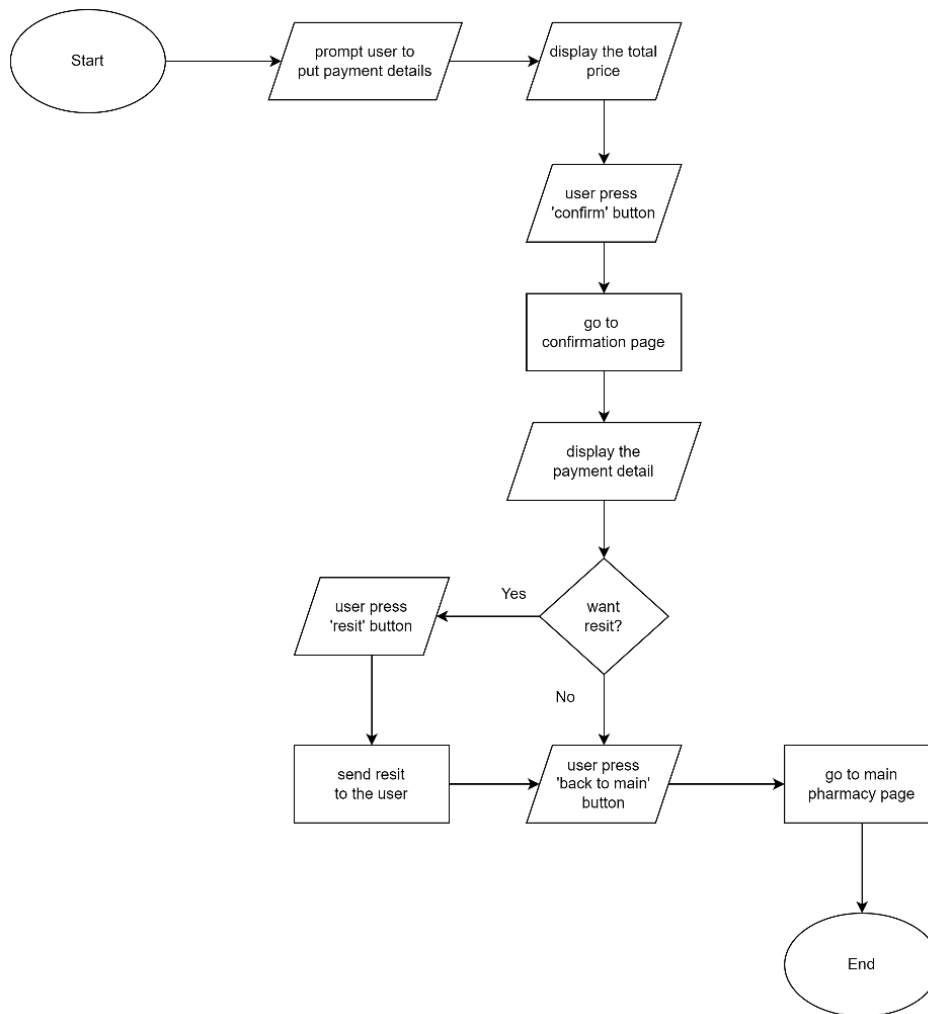 Start
prompt user to
put payment details
display the total
price
user press
'confirm' button
go to
confirmation page
display the
payment detail
want
resit?
Yes
user press
'resit' button
No
send resit
to the user
user press
'back to main'
button
go to main
pharmacy page
End